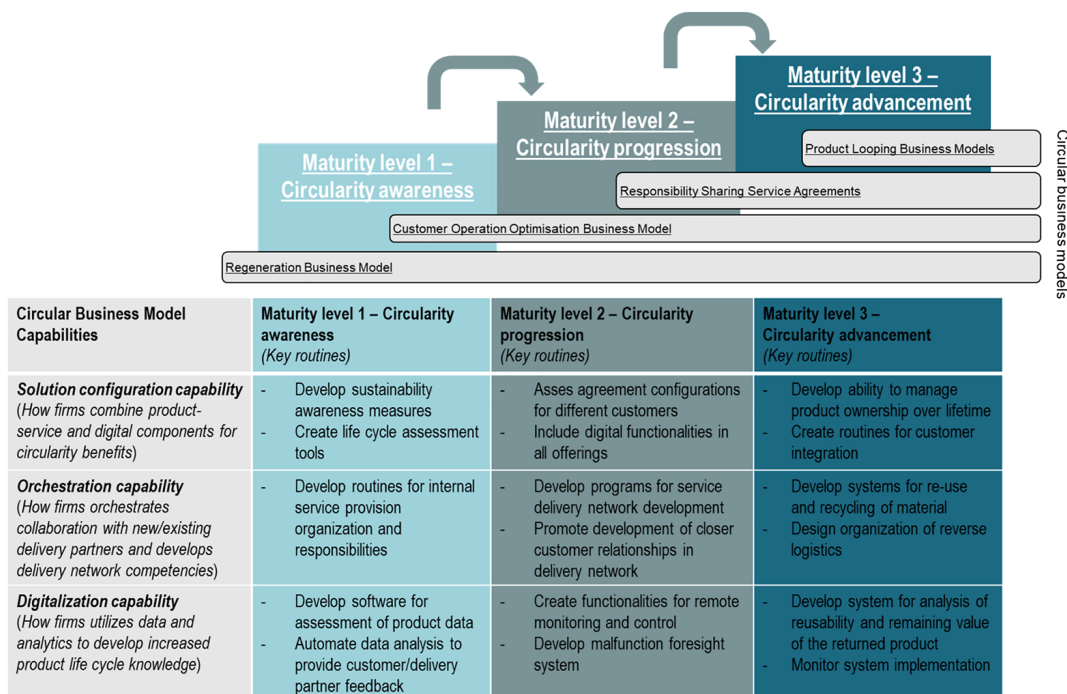 Maturity level 3 –
Circularity advancement
Maturity level 2 –
Circularity progression
Maturity level 1 –
Circularity awareness
Product Looping Business Models
Responsibility Sharing Service Agreements
Customer Operation Optimisation Business Model
Regeneration Business Model
Circular business models
Circular Business Model
Capabilities
Maturity level 1 – Circularity
awareness
(Key routines)
Maturity level 2 – Circularity
progression
(Key routines)
Maturity level 3 –
Circularity advancement
(Key routines)
Solution configuration capability
(How firms combine product-
service and digital components for
circularity benefits)
- Develop sustainability
awareness measures
- Create life cycle assessment
tools
- Asses agreement configurations
for different customers
- Include digital functionalities in
all offerings
- Develop ability to manage
product ownership over lifetime
- Create routines for customer
integration
Orchestration capability
(How firms orchestrates
collaboration with new/existing
delivery partners and develops
delivery network competencies)
- Develop routines for internal
service provision
organization and
responsibilities
- Develop programs for service
delivery network development
- Promote development of closer
customer relationships in
delivery network
- Develop systems for re-use
and recycling of material
- Design organization of reverse
logistics
Digitalization capability
(How firms utilizes data and
analytics to develop increased
product life cycle knowledge)
- Develop software for
assessment of product data
- Automate data analysis to
provide customer/delivery
partner feedback
- Create functionalities for remote
monitoring and control
- Develop malfunction foresight
system
- Develop system for analysis of
reusability and remaining value
of the returned product
- Monitor system implementation